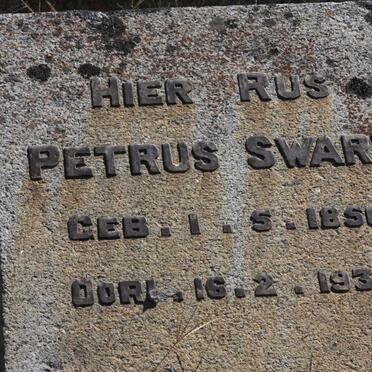 HIER RUS
PETRUS SWAR
GEB. 1. 5. 185
OORL. 16. 2. 193